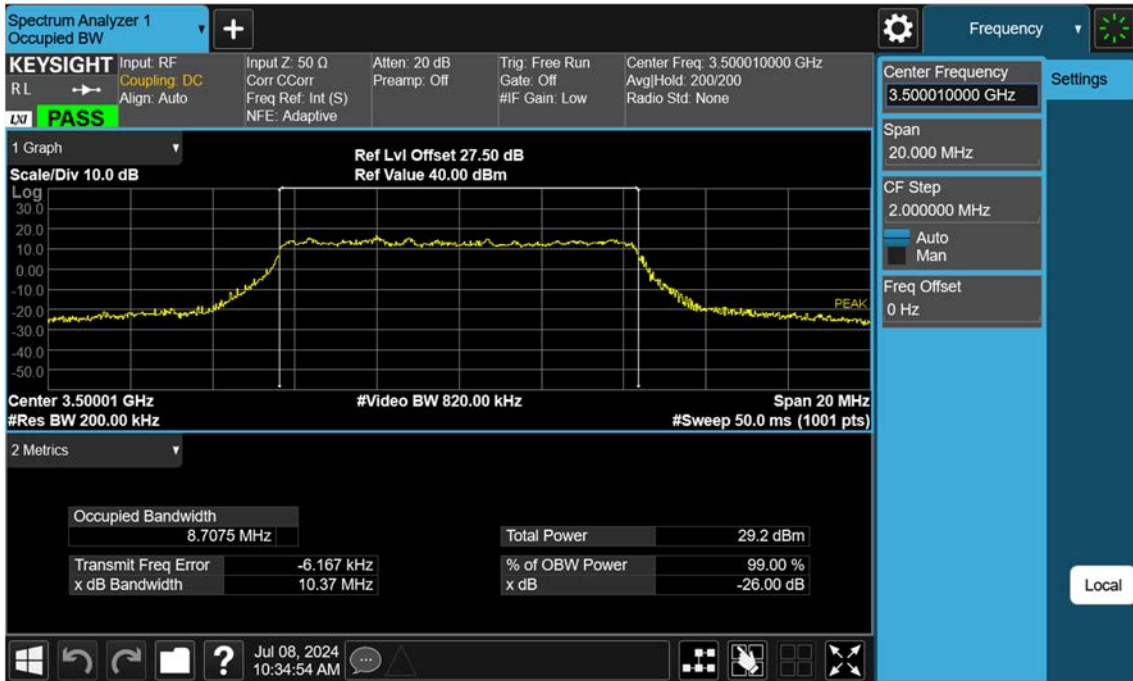 Spectrum Analyzer 1
Occupied BW
+
Frequency
KEYSIGHT
R L
LXI
PASS
Input: RF
Coupling: DC
Align: Auto
Input Z: 50 Ω
Corr CCorr
Freq Ref: Int (S)
NFE: Adaptive
Atten: 20 dB
Preamp: Off
Trig: Free Run
Gate: Off
#IF Gain: Low
Center Freq: 3.500010000 GHz
Avg|Hold: 200/200
Radio Std: None
Center Frequency
3.500010000 GHz
Settings
Span
20.000 MHz
CF Step
2.000000 MHz
Auto
Man
Freq Offset
0 Hz
Local
1 Graph
Scale/Div 10.0 dB
Ref Lvl Offset 27.50 dB
Ref Value 40.00 dBm
Log
30.0
20.0
10.0
0.00
-10.0
-20.0
-30.0
-40.0
-50.0
PEAK
Center 3.50001 GHz
#Video BW 820.00 kHz
Span 20 MHz
#Res BW 200.00 kHz
#Sweep 50.0 ms (1001 pts)
2 Metrics
Occupied Bandwidth
8.7075 MHz
Total Power 29.2 dBm
Transmit Freq Error -6.167 kHz
% of OBW Power 99.00 %
x dB Bandwidth 10.37 MHz
x dB -26.00 dB
?
Jul 08, 2024
10:34:54 AM